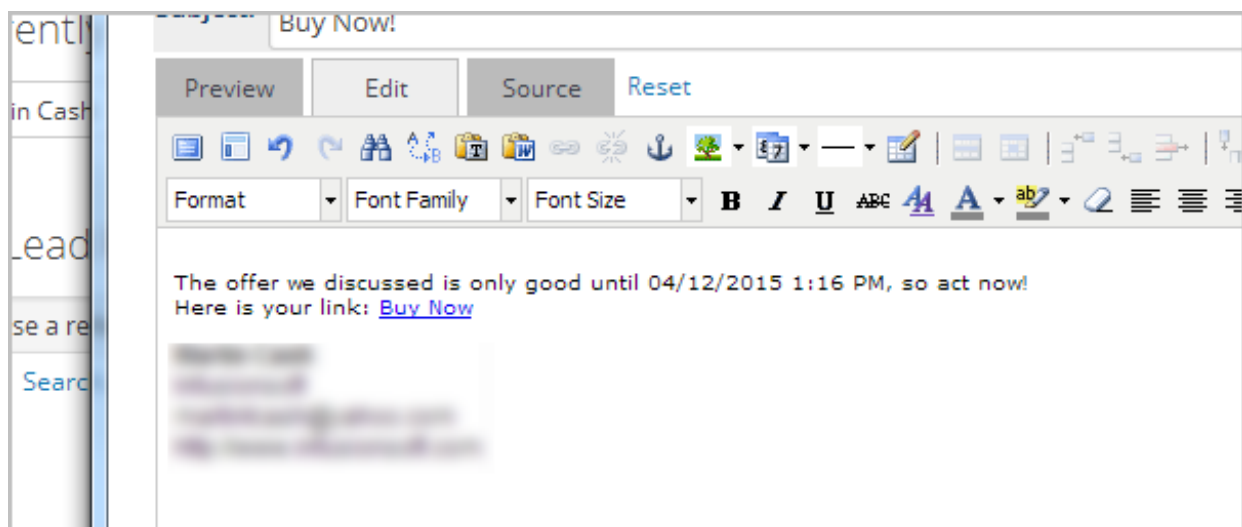 Buy Now!
Preview Edit Source Reset
in Cash
Format Font Family Font Size B I U ABC
The offer we discussed is only good until 04/12/2015 1:16 PM, so act now!
Here is your link: Buy Now
se a re
Searc